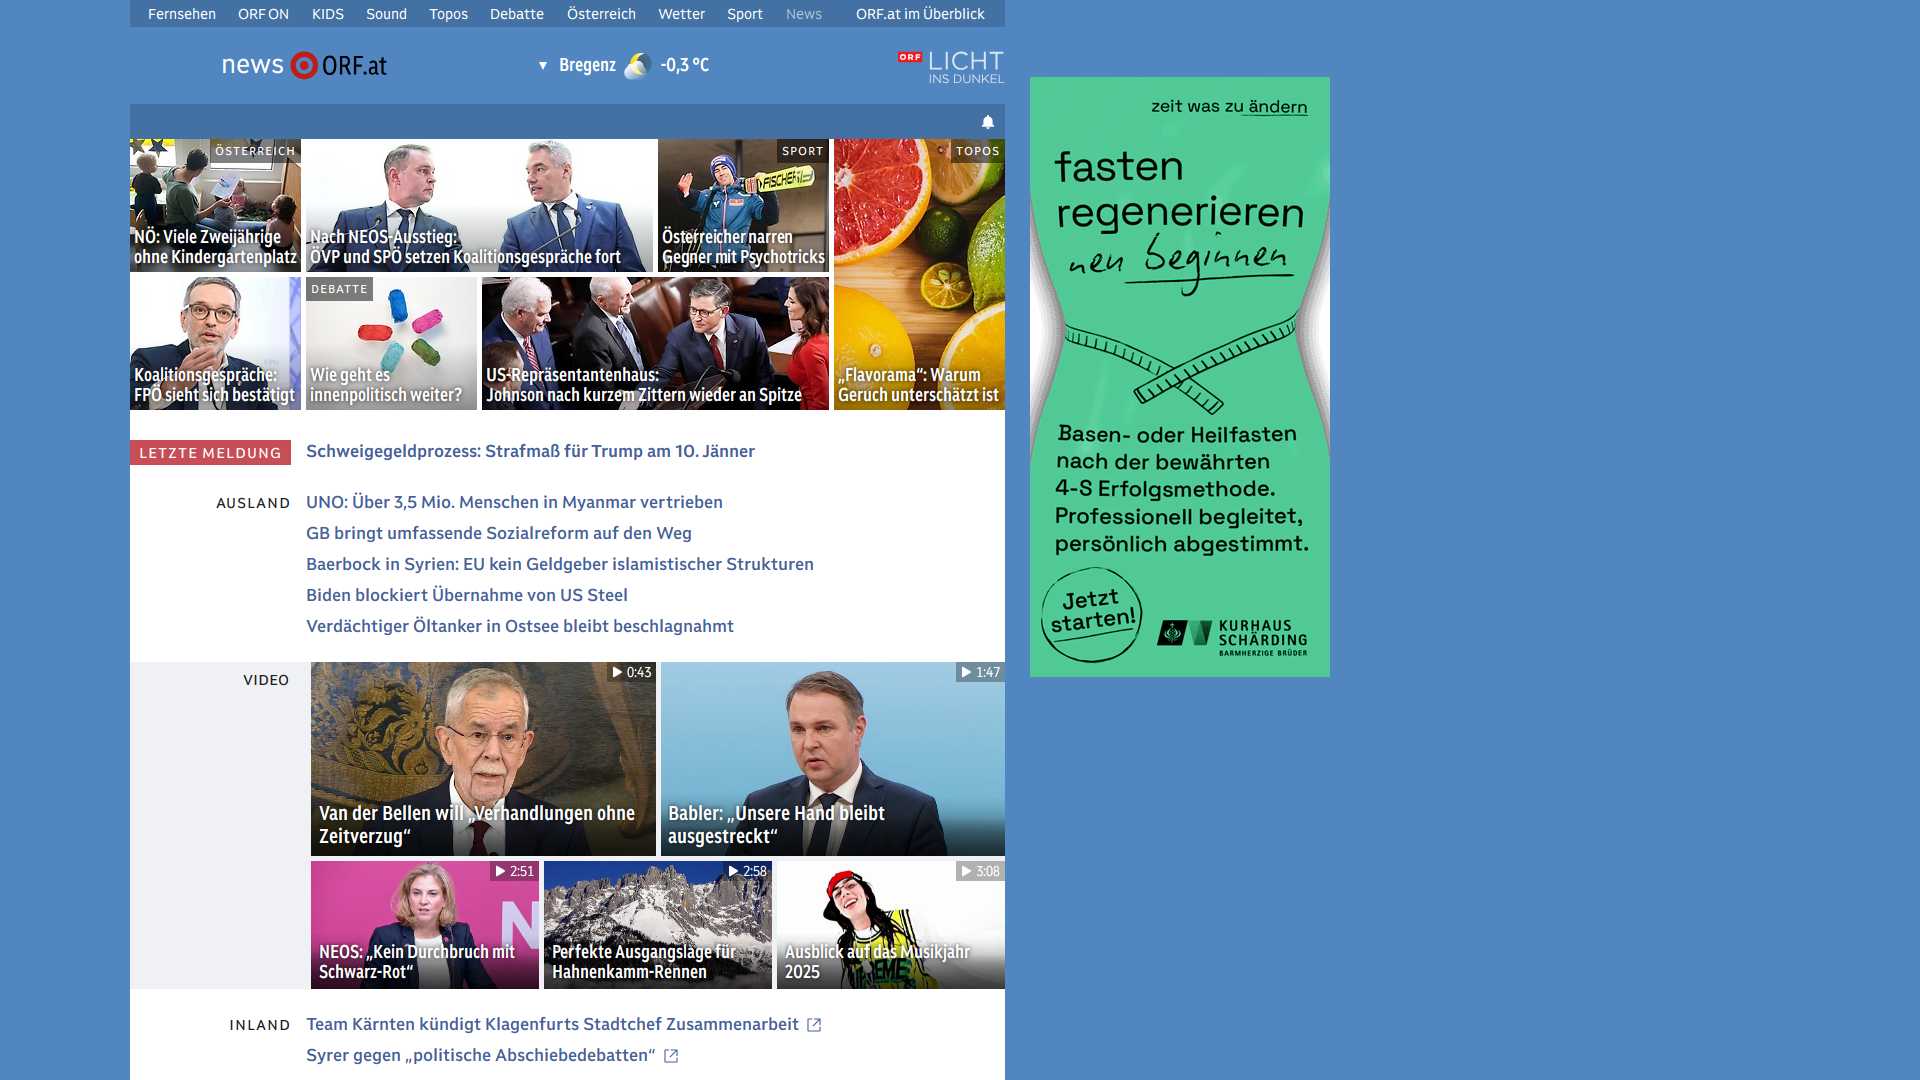 Fernsehen ORF ON KIDS Sound Topos Debatte Österreich Wetter Sport News ORF.at im Überblick
news ORF.at
Bregenz -0,3 °C
ORF LICHT
INS DUNKEL
ÖSTERREICH
NÖ: Viele Zweijährige
ohne Kindergartenplatz
Nach NEOS-Ausstieg:
ÖVP und SPÖ setzen Koalitionsgespräche fort
SPORT
FISCHER
Österreicher narren
Gegner mit Psychotricks
TOPOS
„Flavorama“: Warum
Geruch unterschätzt ist
Koalitionsgespräche:
FPÖ sieht sich bestätigt
DEBATTE
Wie geht es
innenpolitisch weiter?
US-Repräsentantenhaus:
Johnson nach kurzem Zittern wieder an Spitze
LETZTE MELDUNG
Schweigegeldprozess: Strafmaß für Trump am 10. Jänner
AUSLAND
UNO: Über 3,5 Mio. Menschen in Myanmar vertrieben
GB bringt umfassende Sozialreform auf den Weg
Baerbock in Syrien: EU kein Geldgeber islamistischer Strukturen
Biden blockiert Übernahme von US Steel
Verdächtiger Öltanker in Ostsee bleibt beschlagnahmt
VIDEO
0:43
Van der Bellen will „Verhandlungen ohne
Zeitverzug“
1:47
Babler: „Unsere Hand bleibt
ausgestreckt“
2:51
NEOS: „Kein Durchbruch mit
Schwarz-Rot“
2:58
Perfekte Ausgangslage für
Hahnenkamm-Rennen
3:08
Ausblick auf das Musikjahr
2025
INLAND
Team Kärnten kündigt Klagenfurts Stadtchef Zusammenarbeit
Syrer gegen „politische Abschiebedebatten“
zeit was zu ändern
fasten
regenerieren
neu beginnen
Basen- oder Heilfasten
nach der bewährten
4-S Erfolgsmethode.
Professionell begleitet,
persönlich abgestimmt.
Jetzt
starten!
KURHAUS
SCHÄRDING
BARMHERZIGE BRÜDER